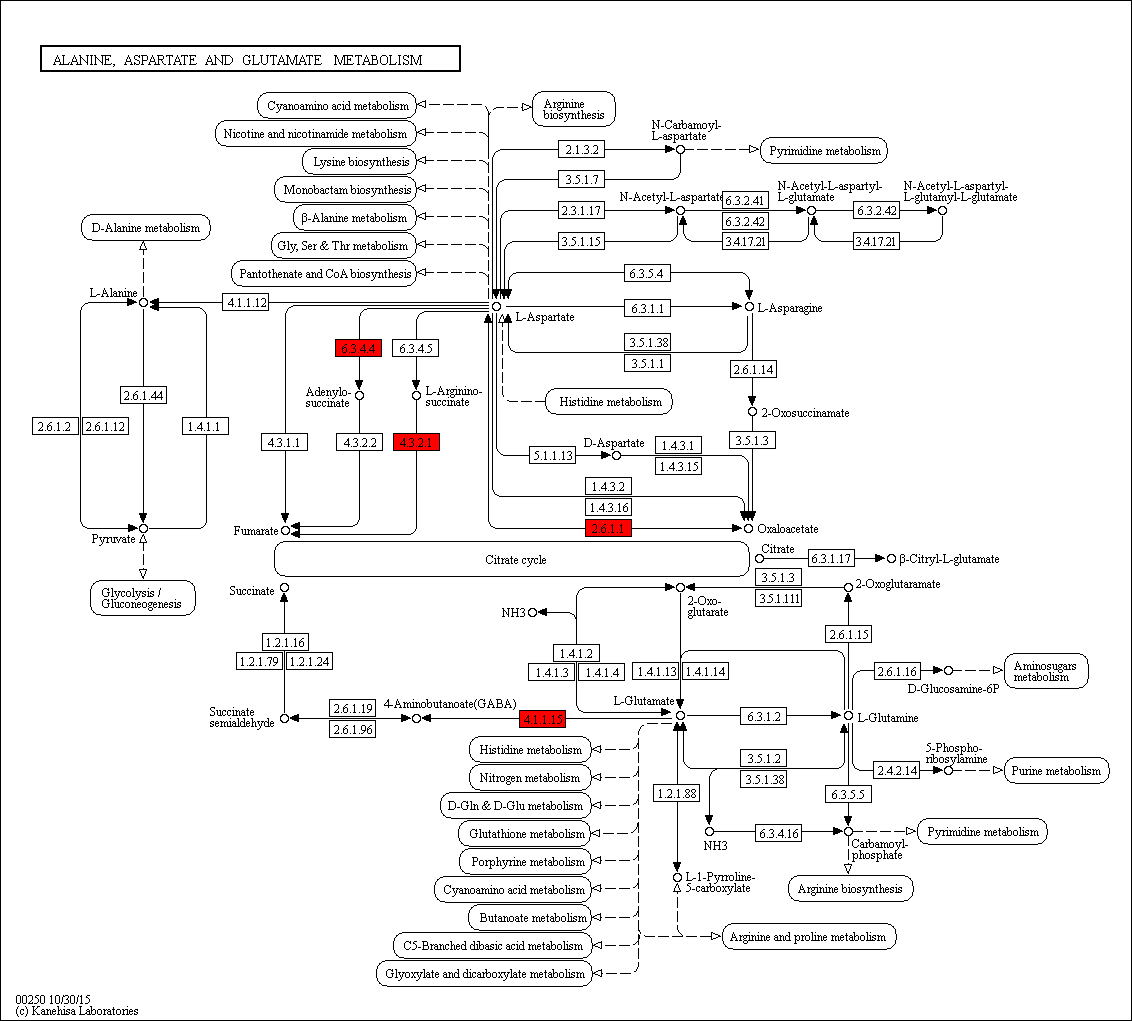 ALANINE, ASPARTATE AND GLUTAMATE METABOLISM
Cyanoamino acid metabolism
Arginine
biosynthesis
Nicotine and nicotinamide metabolism
N-Carbamoyl-
L-aspartate
2.1.3.2
Pyrimidine metabolism
Lysine biosynthesis
3.5.1.7
Monobactam biosynthesis
N-Acetyl-L-aspartate
6.3.2.41
N-Acetyl-L-aspartyl-
L-glutamate
N-Acetyl-L-aspartyl-
L-glutamyl-L-glutamate
2.3.1.17
6.3.2.42
6.3.2.42
β-Alanine metabolism
D-Alanine metabolism
3.5.1.15
3.4.17.21
3.4.17.21
Gly, Ser & Thr metabolism
Pantothenate and CoA biosynthesis
6.3.5.4
L-Alanine
4.1.1.12
L-Aspartate
6.3.1.1
L-Asparagine
6.3.4.4
6.3.4.5
3.5.1.38
3.5.1.1
2.6.1.14
2.6.1.44
Adenylo-
succinate
L-Arginino-
succinate
Histidine metabolism
2-Oxosuccinamate
2.6.1.2
2.6.1.12
1.4.1.1
4.3.1.1
4.3.2.2
4.3.2.1
D-Aspartate
5.1.1.13
1.4.3.1
1.4.3.15
3.5.1.3
1.4.3.2
1.4.3.16
2.6.1.1
Pyruvate
Fumarate
Oxaloacetate
Citrate cycle
Citrate
6.3.1.17
β-Citryl-L-glutamate
Glycolysis /
Gluconeogenesis
Succinate
NH3
2-Oxo-
glutarate
3.5.1.3
3.5.1.111
2-Oxoglutaramate
1.2.1.16
1.2.1.79
1.2.1.24
1.4.1.2
1.4.1.3
1.4.1.4
1.4.1.13
1.4.1.14
2.6.1.15
2.6.1.16
D-Glucosamine-6P
Aminosugars
metabolism
Succinate
semialdehyde
2.6.1.19
2.6.1.96
4-Aminobutanoate(GABA)
4.1.1.15
L-Glutamate
6.3.1.2
L-Glutamine
Histidine metabolism
Nitrogen metabolism
D-Gln & D-Glu metabolism
Glutathione metabolism
Porphyrine metabolism
Cyanoamino acid metabolism
Butanoate metabolism
C5-Branched dibasic acid metabolism
Glyoxylate and dicarboxylate metabolism
3.5.1.2
3.5.1.38
1.2.1.88
2.4.2.14
5-Phospho-
ribosylamine
Purine metabolism
6.3.5.5
NH3
6.3.4.16
Carbamoyl-
phosphate
Pyrimidine metabolism
L-1-Pyrroline-
5-carboxylate
Arginine biosynthesis
Arginine and proline metabolism
00250 10/30/15
(c) Kanehisa Laboratories